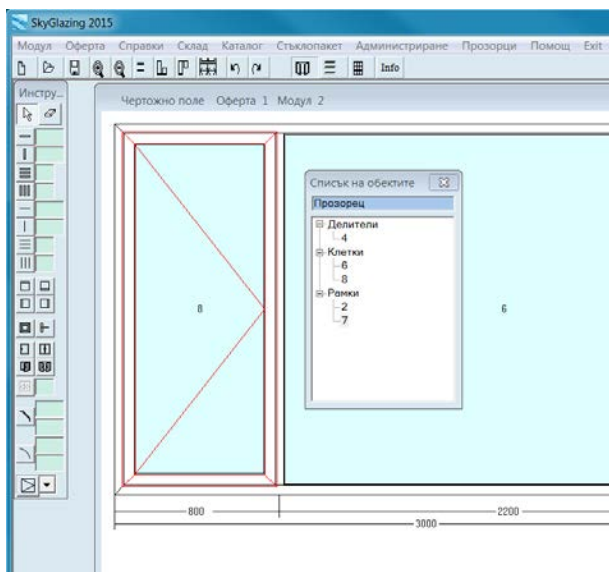 SkyGlazing 2015
Модул Оферта Справки Склад Каталог Стъклопакет Администриране Прозорци Помощ Exit
Info
Инстру...
Чертожно поле Оферта 1 Модул 2
Списък на обектите
Прозорец
Делители
4
Клетки
6
8
Рамки
2
7
8
6
800
2200
3000